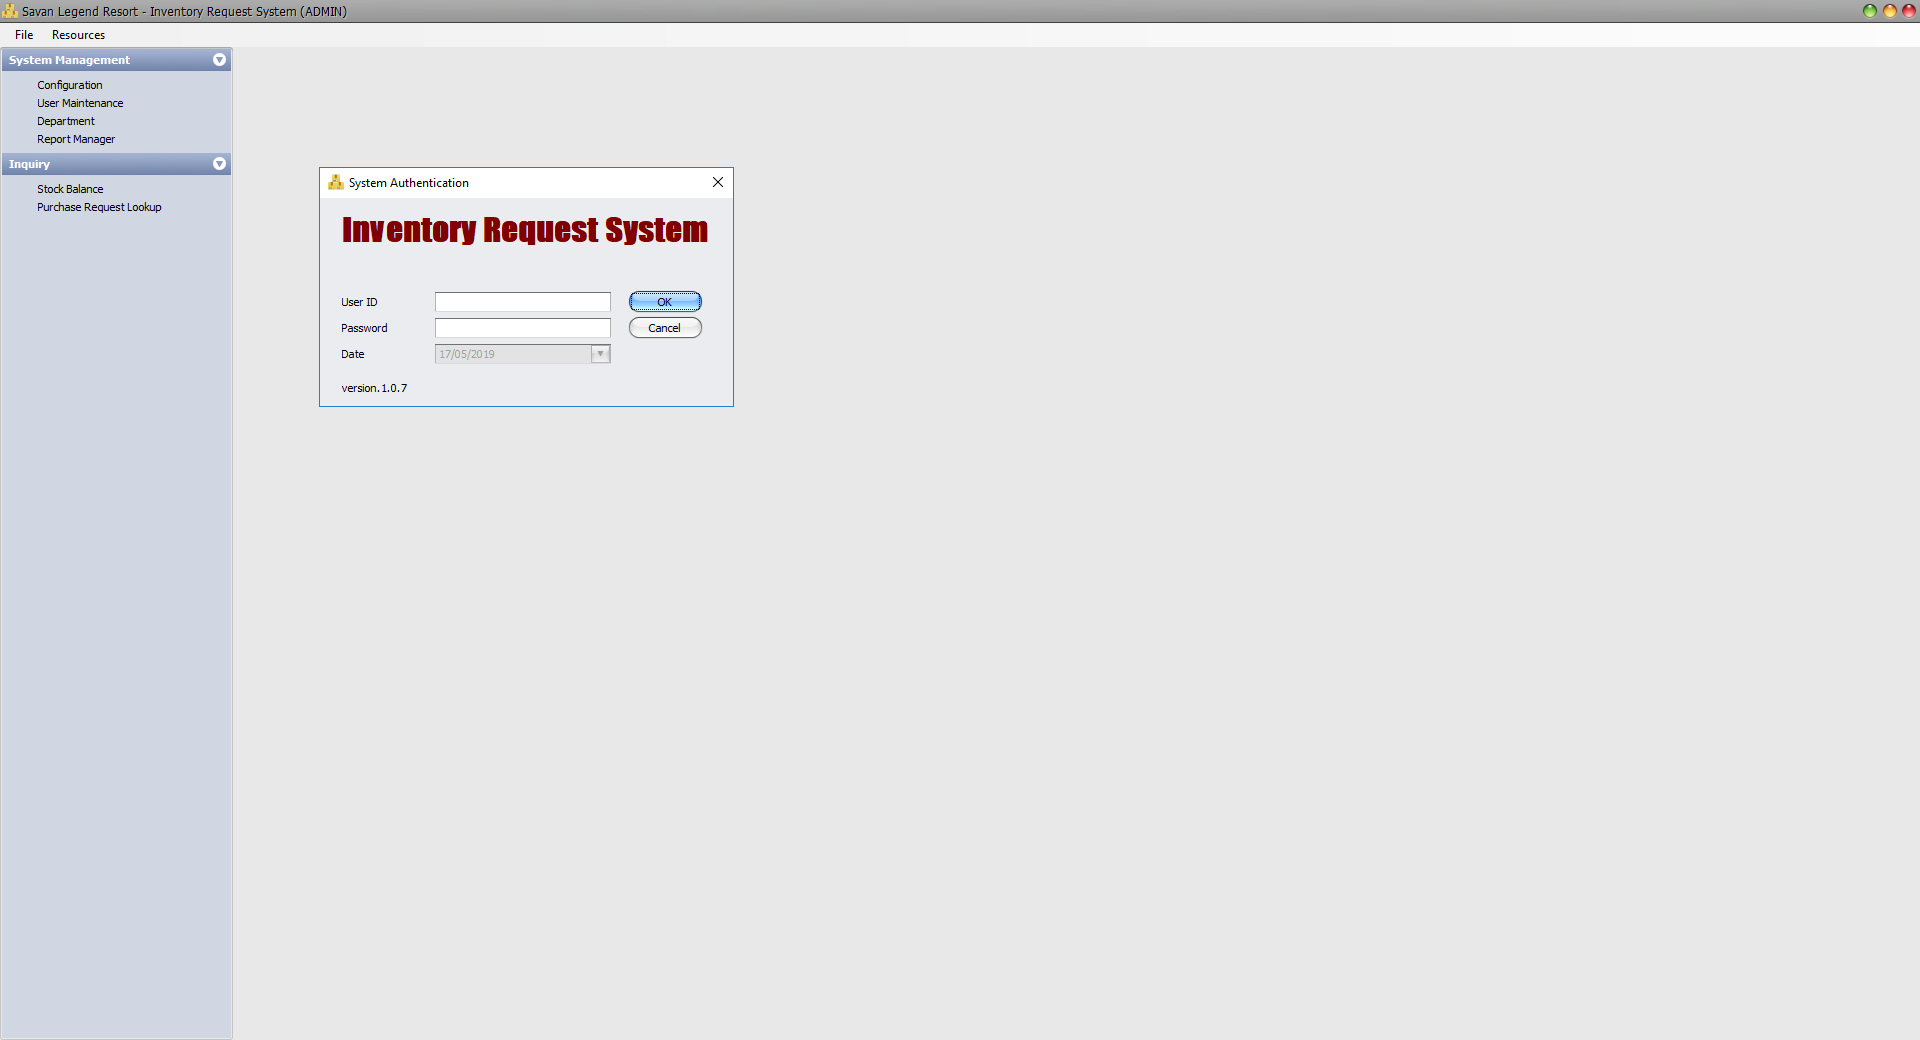 Savan Legend Resort - Inventory Request System (ADMIN)
File Resources
System Management
Configuration
User Maintenance
Department
Report Manager
Inquiry
Stock Balance
Purchase Request Lookup
System Authentication
Inventory Request System
User ID
OK
Password
Cancel
Date
17/05/2019
version.1.0.7